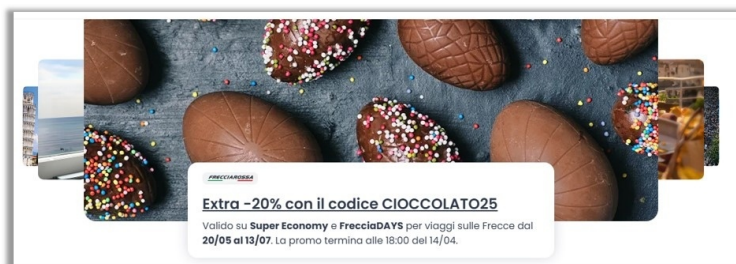 FRECCIAROSSA
Extra -20% con il codice CIOCCOLATO25
Valido su Super Economy e FrecciaDAYS per viaggi sulle Frecce dal
20/05 al 13/07. La promo termina alle 18:00 del 14/04.